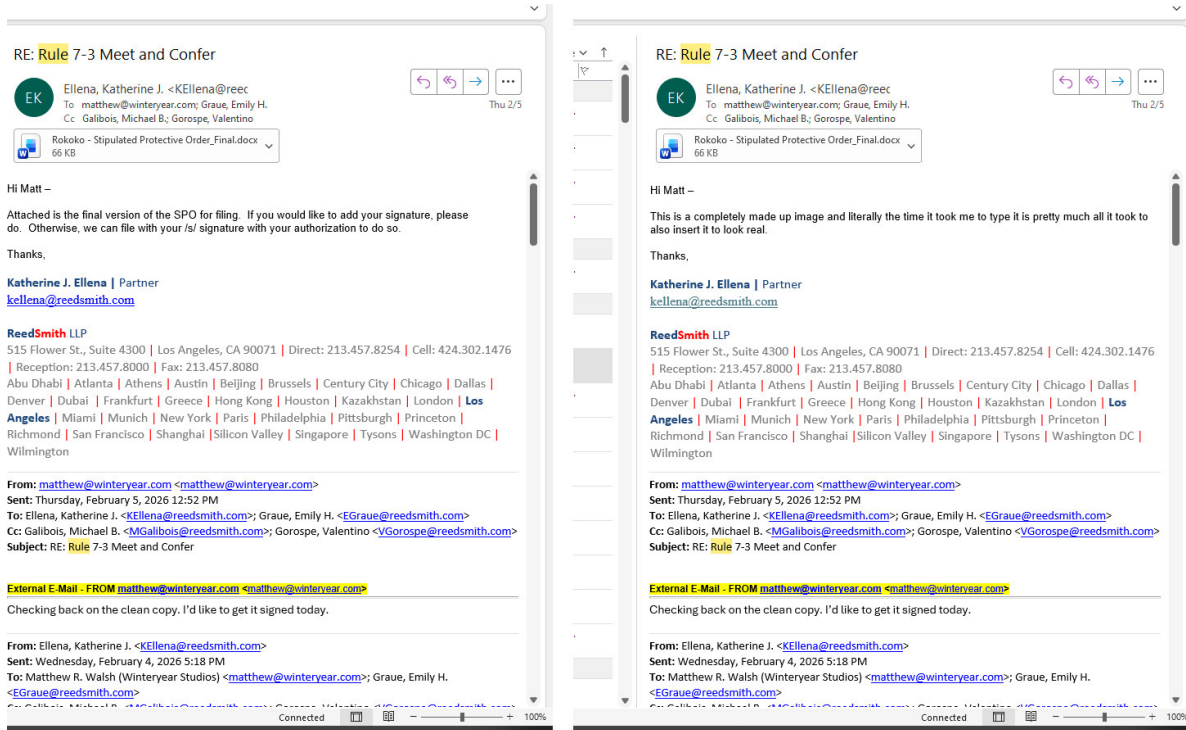 RE: Rule 7-3 Meet and Confer
EK
Ellena, Katherine J. <KEllena@reec
To matthew@winteryear.com; Graue, Emily H.
Cc Galibois, Michael B.; Gorospe, Valentino
Thu 2/5
Rokoko - Stipulated Protective Order_Final.docx
66 KB
Hi Matt –
Attached is the final version of the SPO for filing.  If you would like to add your signature, please
do.  Otherwise, we can file with your /s/ signature with your authorization to do so.
Thanks,
Katherine J. Ellena | Partner
kellena@reedsmith.com
ReedSmith LLP
515 Flower St., Suite 4300 | Los Angeles, CA 90071 | Direct: 213.457.8254 | Cell: 424.302.1476
| Reception: 213.457.8000 | Fax: 213.457.8080
Abu Dhabi | Atlanta | Athens | Austin | Beijing | Brussels | Century City | Chicago | Dallas |
Denver | Dubai | Frankfurt | Greece | Hong Kong | Houston | Kazakhstan | London | Los
Angeles | Miami | Munich | New York | Paris | Philadelphia | Pittsburgh | Princeton |
Richmond | San Francisco | Shanghai |Silicon Valley | Singapore | Tysons | Washington DC |
Wilmington
From: matthew@winteryear.com <matthew@winteryear.com>
Sent: Thursday, February 5, 2026 12:52 PM
To: Ellena, Katherine J. <KEllena@reedsmith.com>; Graue, Emily H. <EGraue@reedsmith.com>
Cc: Galibois, Michael B. <MGalibois@reedsmith.com>; Gorospe, Valentino <VGorospe@reedsmith.com>
Subject: RE: Rule 7-3 Meet and Confer
External E-Mail - FROM matthew@winteryear.com <matthew@winteryear.com>
Checking back on the clean copy. I'd like to get it signed today.
From: Ellena, Katherine J. <KEllena@reedsmith.com>
Sent: Wednesday, February 4, 2026 5:18 PM
To: Matthew R. Walsh (Winteryear Studios) <matthew@winteryear.com>; Graue, Emily H.
<EGraue@reedsmith.com>
Connected
100%
RE: Rule 7-3 Meet and Confer
EK
Ellena, Katherine J. <KEllena@reec
To matthew@winteryear.com; Graue, Emily H.
Cc Galibois, Michael B.; Gorospe, Valentino
Thu 2/5
Rokoko - Stipulated Protective Order_Final.docx
66 KB
Hi Matt –
This is a completely made up image and literally the time it took me to type it is pretty much all it took to
also insert it to look real.
Thanks,
Katherine J. Ellena | Partner
kellena@reedsmith.com
ReedSmith LLP
515 Flower St., Suite 4300 | Los Angeles, CA 90071 | Direct: 213.457.8254 | Cell: 424.302.1476
| Reception: 213.457.8000 | Fax: 213.457.8080
Abu Dhabi | Atlanta | Athens | Austin | Beijing | Brussels | Century City | Chicago | Dallas |
Denver | Dubai | Frankfurt | Greece | Hong Kong | Houston | Kazakhstan | London | Los
Angeles | Miami | Munich | New York | Paris | Philadelphia | Pittsburgh | Princeton |
Richmond | San Francisco | Shanghai |Silicon Valley | Singapore | Tysons | Washington DC |
Wilmington
From: matthew@winteryear.com <matthew@winteryear.com>
Sent: Thursday, February 5, 2026 12:52 PM
To: Ellena, Katherine J. <KEllena@reedsmith.com>; Graue, Emily H. <EGraue@reedsmith.com>
Cc: Galibois, Michael B. <MGalibois@reedsmith.com>; Gorospe, Valentino <VGorospe@reedsmith.com>
Subject: RE: Rule 7-3 Meet and Confer
External E-Mail - FROM matthew@winteryear.com <matthew@winteryear.com>
Checking back on the clean copy. I'd like to get it signed today.
From: Ellena, Katherine J. <KEllena@reedsmith.com>
Sent: Wednesday, February 4, 2026 5:18 PM
To: Matthew R. Walsh (Winteryear Studios) <matthew@winteryear.com>; Graue, Emily H.
<EGraue@reedsmith.com>
Connected
100%